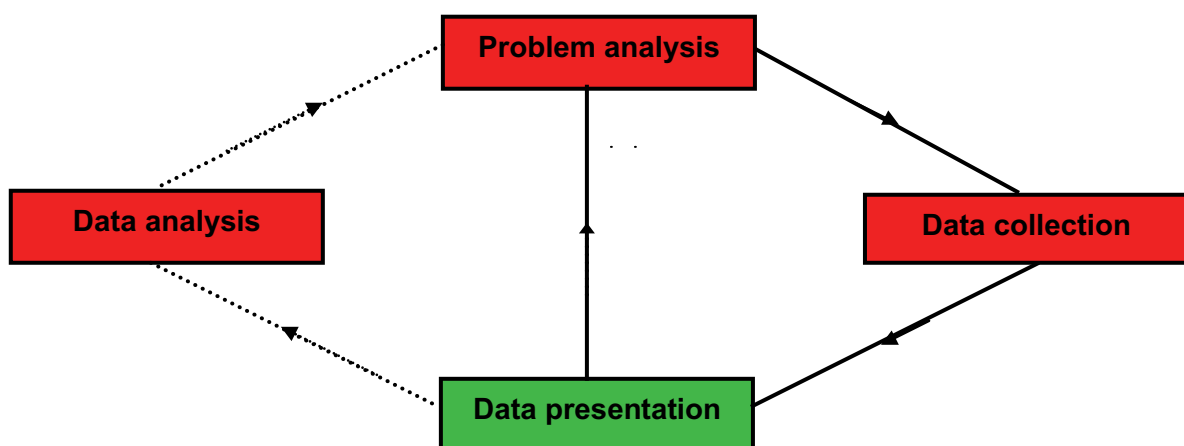 Problem analysis
Data analysis
Data collection
Data presentation